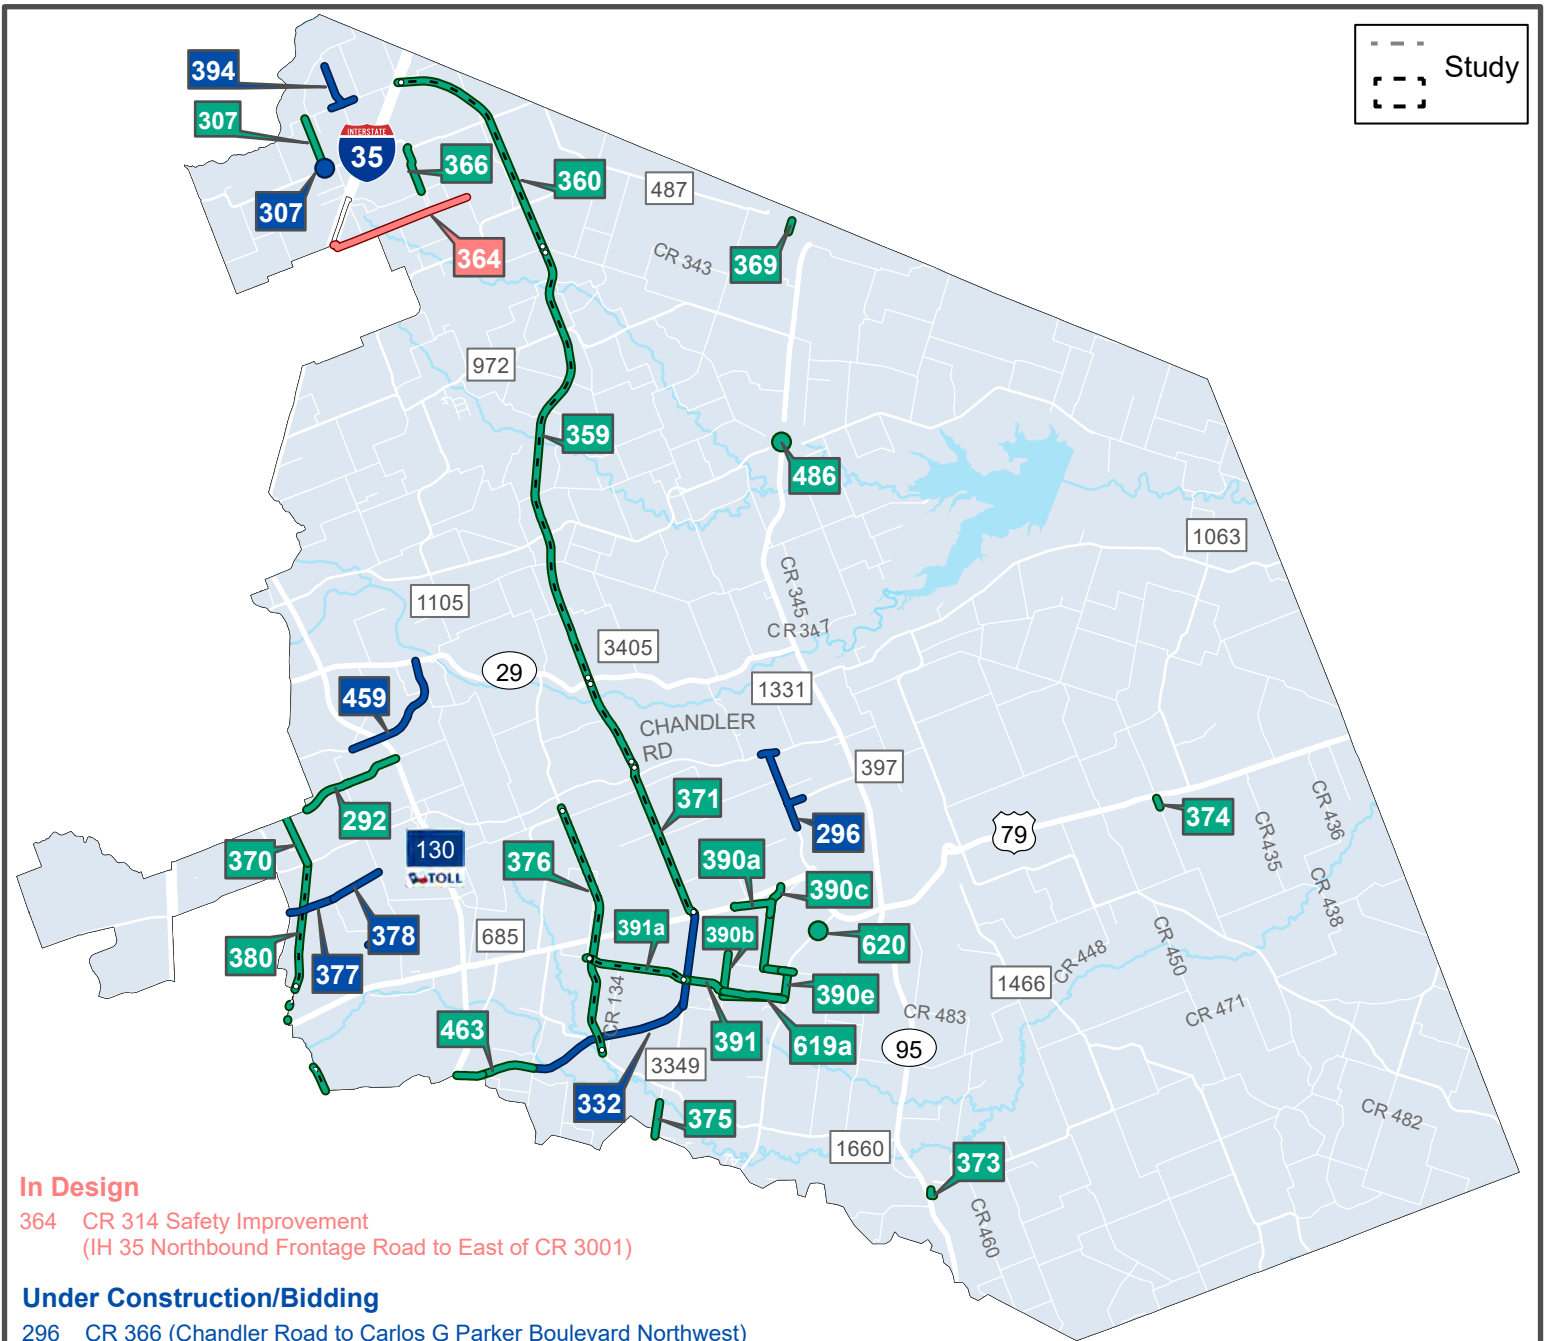 Study
394
307
INTERSTATE
35
366
360
487
307
364
CR 343
369
972
359
486
1063
CR 345
CR 347
1105
3405
29
1331
459
CHANDLER
RD
397
371
292
296
79
374
CR 436
CR 435
130
TOLL
370
376
390a
390c
CR 438
378
685
391a
390b
620
CR 450
CR 448
380
377
390e
1466
CR 471
CR 134
CR 483
463
391
619a
95
3349
332
375
CR 482
1660
373
CR 460
In Design
364 CR 314 Safety Improvement
(IH 35 Northbound Frontage Road to East of CR 3001)
Under Construction/Bidding
296 CR 366 (Chandler Road to Carlos G Parker Boulevard Northwest)